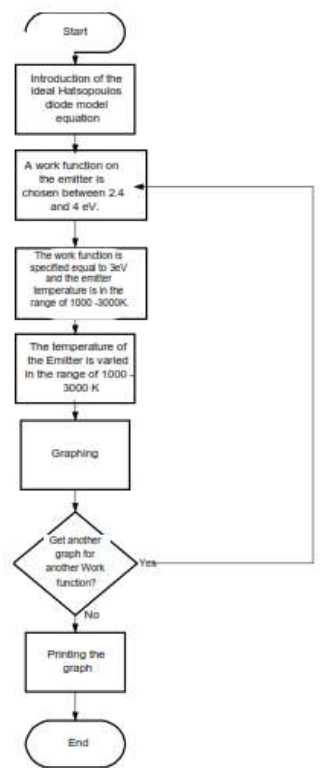 Start
Introduction of the
ideal Hatsopoulos
diode model
equation
A work function on
the emitter is
chosen between 2.4
and 4 eV.
The work function is
specified equal to 3eV
and the emitter
temperature is in the
range of 1000 -3000K.
The temperature of
the Emitter is varied
in the range of 1000 -
3000 K
Graphing
Get another
graph for
another Work
function?
Yes
No
Printing the
graph
End